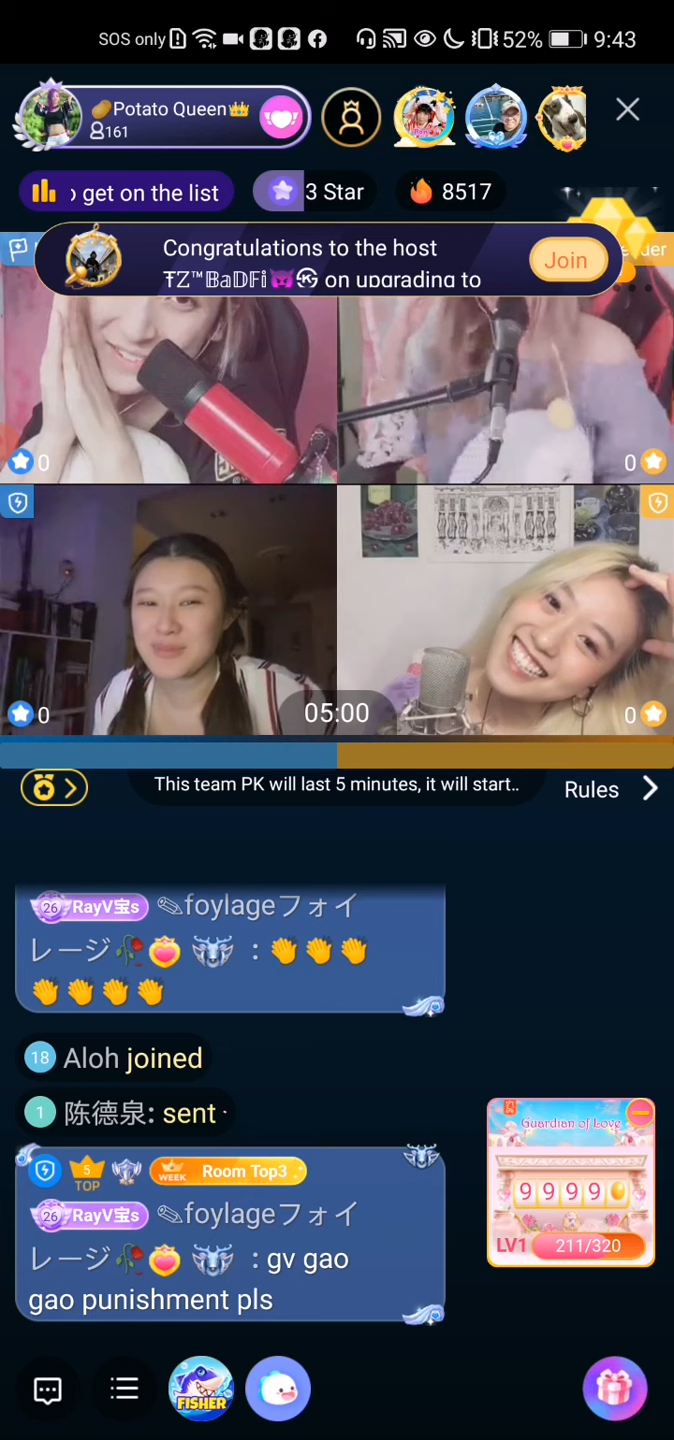 SOS only 52% 9:43
🥔Potato Queen👑
161
get on the list 3 Star 8517
Congratulations to the host
ŦZ™𝔹𝕒𝔻𝔽𝕚😈 on upgrading to
Join
0 0
0 05:00 0
This team PK will last 5 minutes, it will start.. Rules
26 RayV宝s ✎foylageフォイ
レージ🥀 : 👏👏👏
👏👏👏👏
18 Aloh joined
1 陈德泉: sent
5 TOP WEEK Room Top3
26 RayV宝s ✎foylageフォイ
レージ🥀 : gv gao
gao punishment pls
Guardian of Love
9 9 9 9
LV1 211/320
FISHER